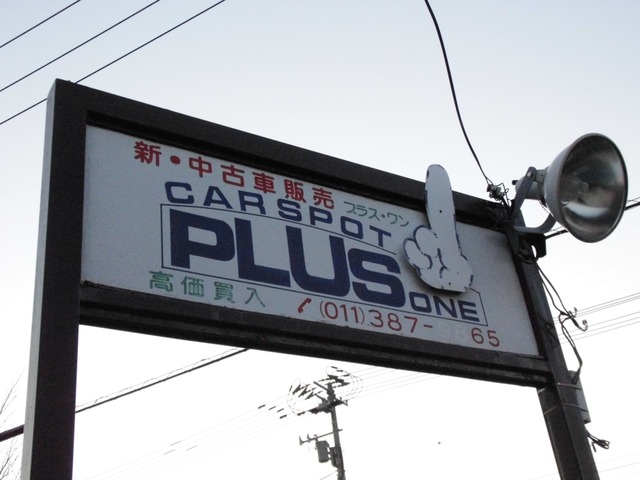 新・中古車販売
CAR SPOT プラス・ワン
PLUS ONE
高価買入 (011) 387- 65